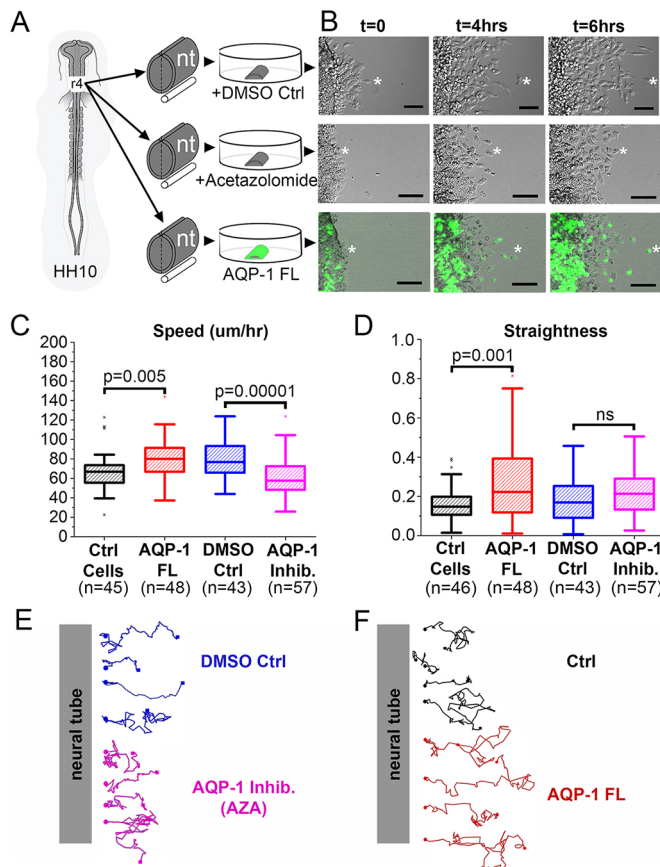 A
r4
HH10
nt
+DMSO Ctrl
nt
+Acetazolomide
nt
AQP-1 FL
B
t=0 t=4hrs t=6hrs
* * *
* * *
* * *
C
Speed (um/hr)
200
180
160
140
120
100
80
60
40
20
0
p=0.005
p=0.00001
Ctrl AQP-1 DMSO AQP-1
Cells FL Ctrl Inhib.
(n=45) (n=48) (n=43) (n=57)
D
Straightness
1.0
0.8
0.6
0.4
0.2
0.0
p=0.001
ns
Ctrl AQP-1 DMSO AQP-1
Cells FL Ctrl Inhib.
(n=46) (n=48) (n=43) (n=57)
E
neural tube
DMSO Ctrl
AQP-1 Inhib.
(AZA)
F
neural tube
Ctrl
AQP-1 FL